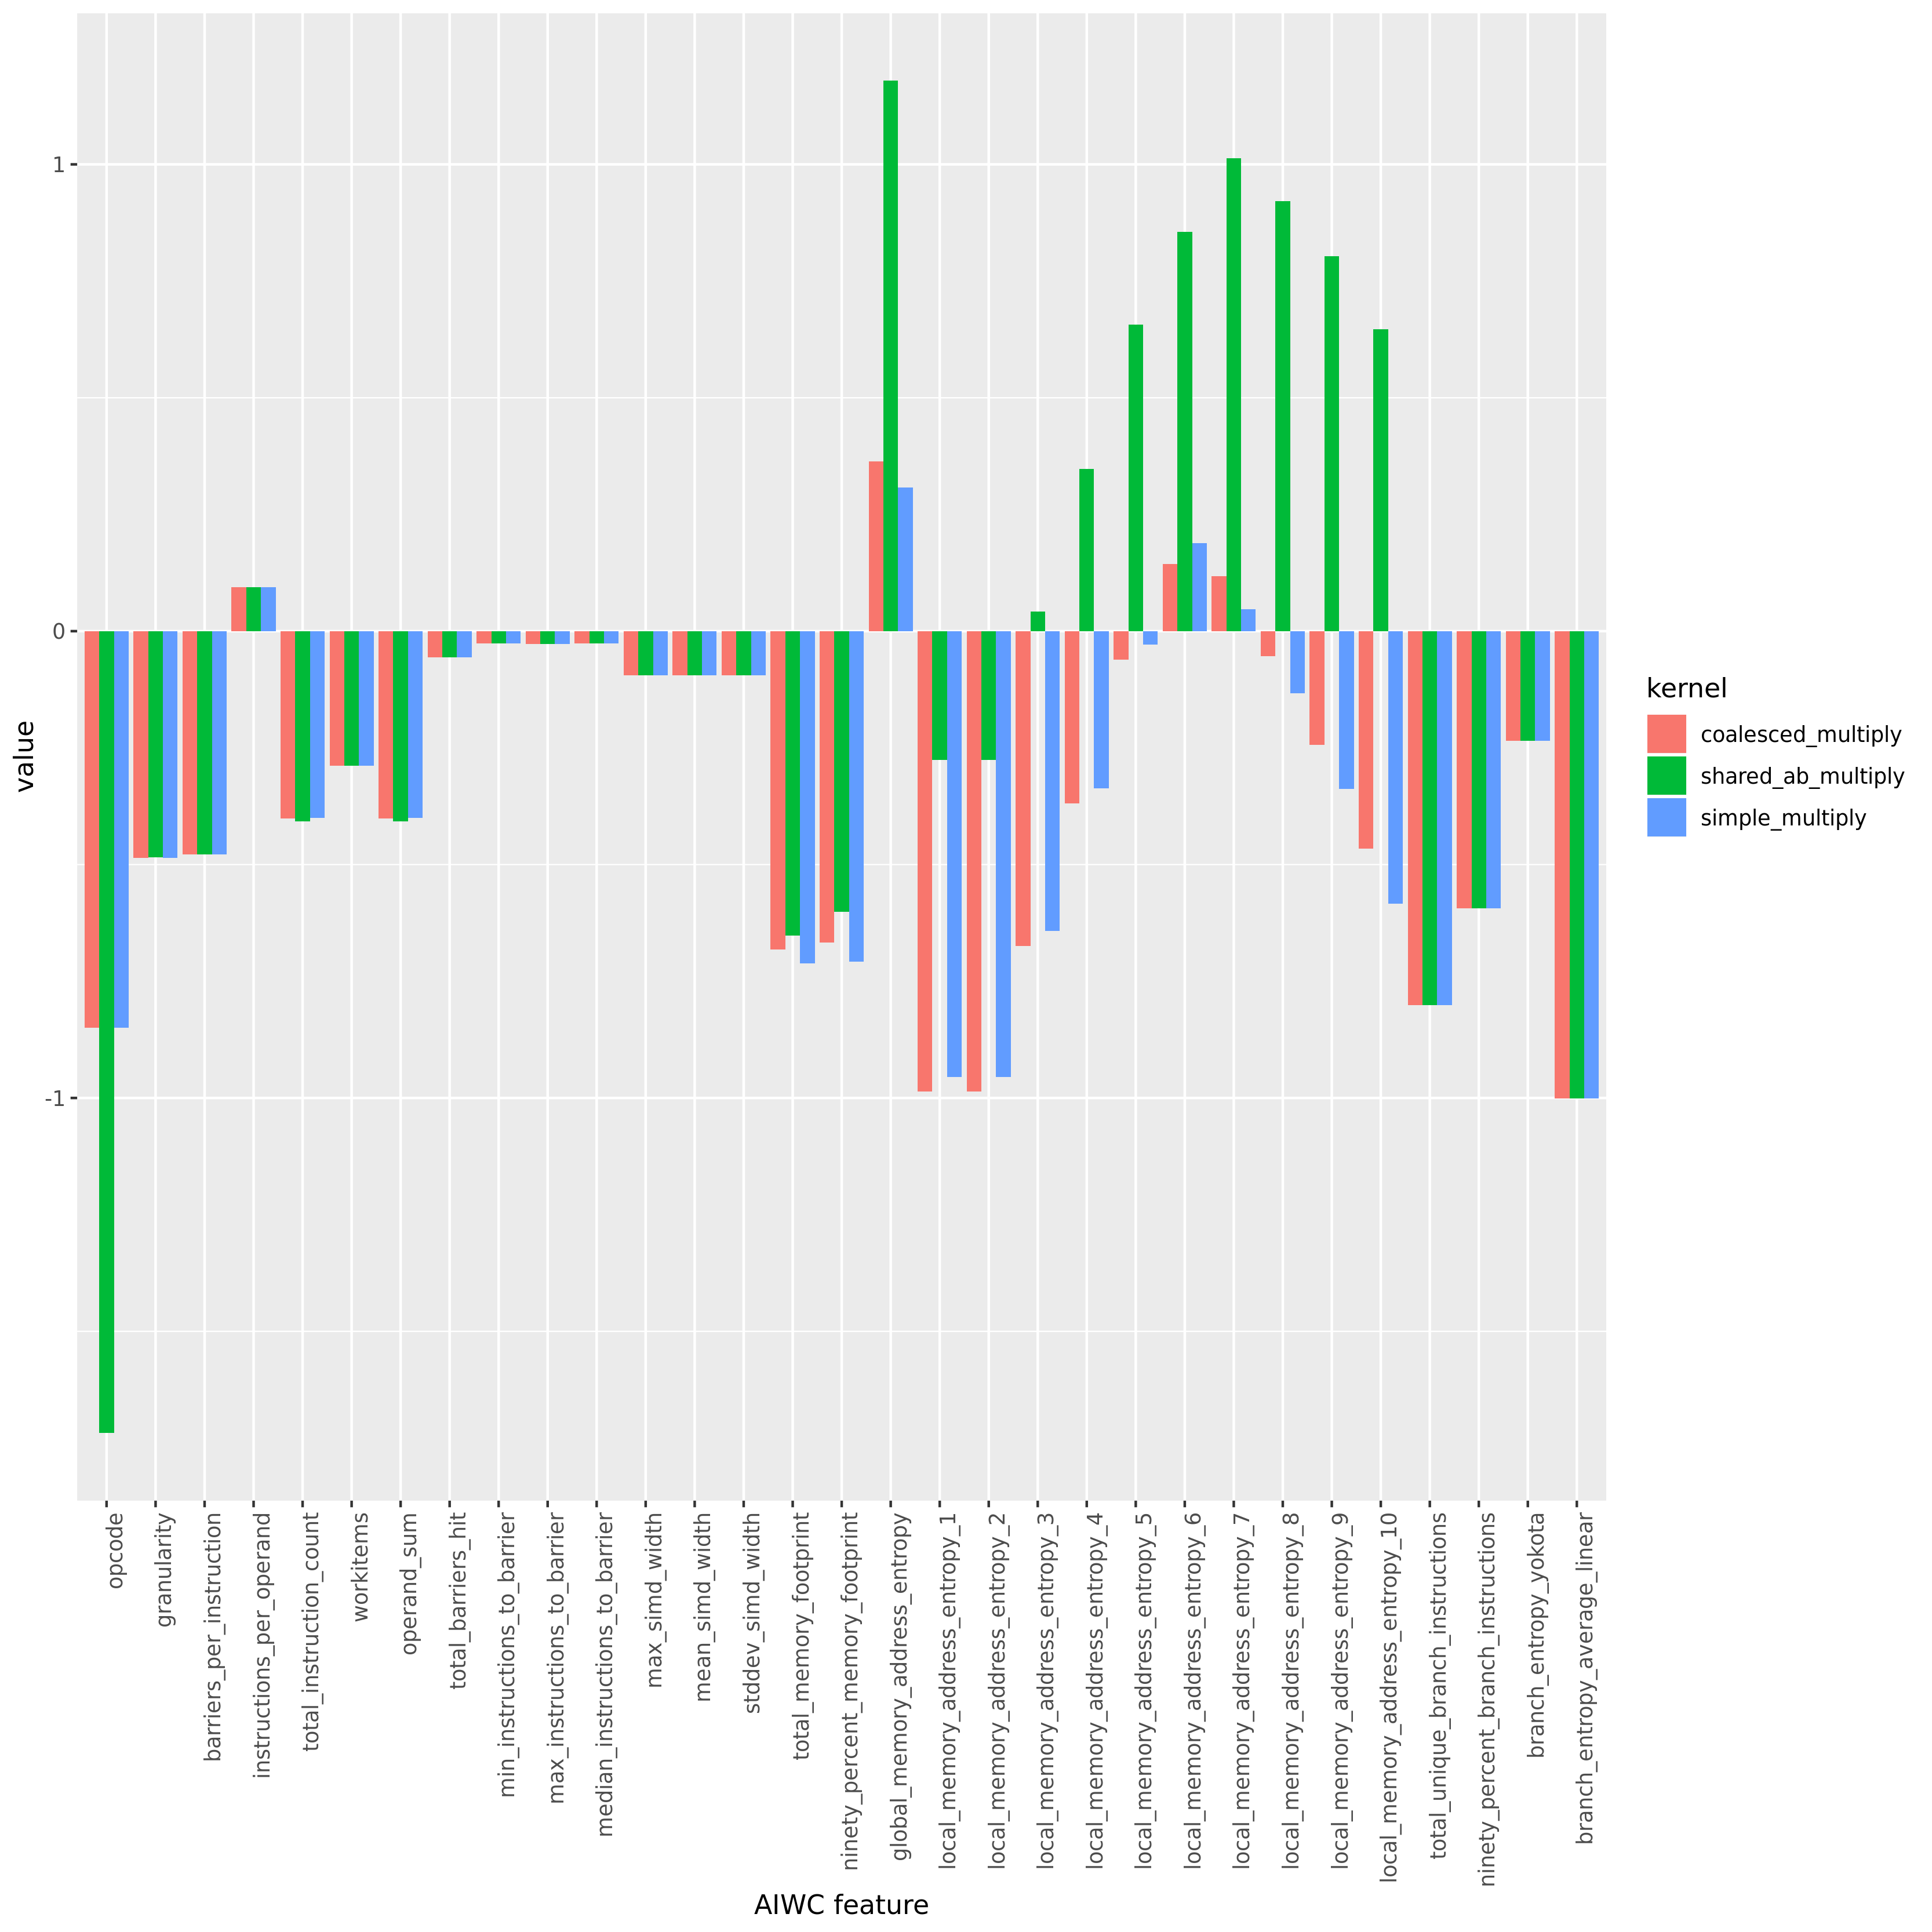 1
0
-1
value
opcode
granularity
barriers_per_instruction
instructions_per_operand
total_instruction_count
workitems
operand_sum
total_barriers_hit
min_instructions_to_barrier
max_instructions_to_barrier
median_instructions_to_barrier
max_simd_width
mean_simd_width
stddev_simd_width
total_memory_footprint
ninety_percent_memory_footprint
global_memory_address_entropy
local_memory_address_entropy_1
local_memory_address_entropy_2
local_memory_address_entropy_3
local_memory_address_entropy_4
local_memory_address_entropy_5
local_memory_address_entropy_6
local_memory_address_entropy_7
local_memory_address_entropy_8
local_memory_address_entropy_9
local_memory_address_entropy_10
total_unique_branch_instructions
ninety_percent_branch_instructions
branch_entropy_yokota
branch_entropy_average_linear
AIWC feature
kernel
coalesced_multiply
shared_ab_multiply
simple_multiply